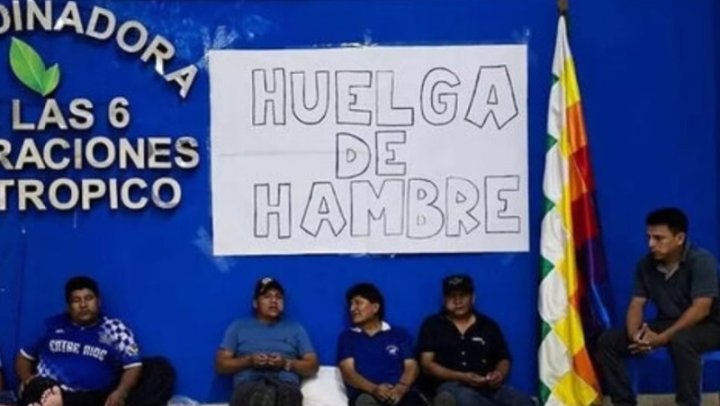 DINADORA
LAS 6
RACIONES
TROPICO
HUELGA
DE
HAMBRE
ENTRE RIOS